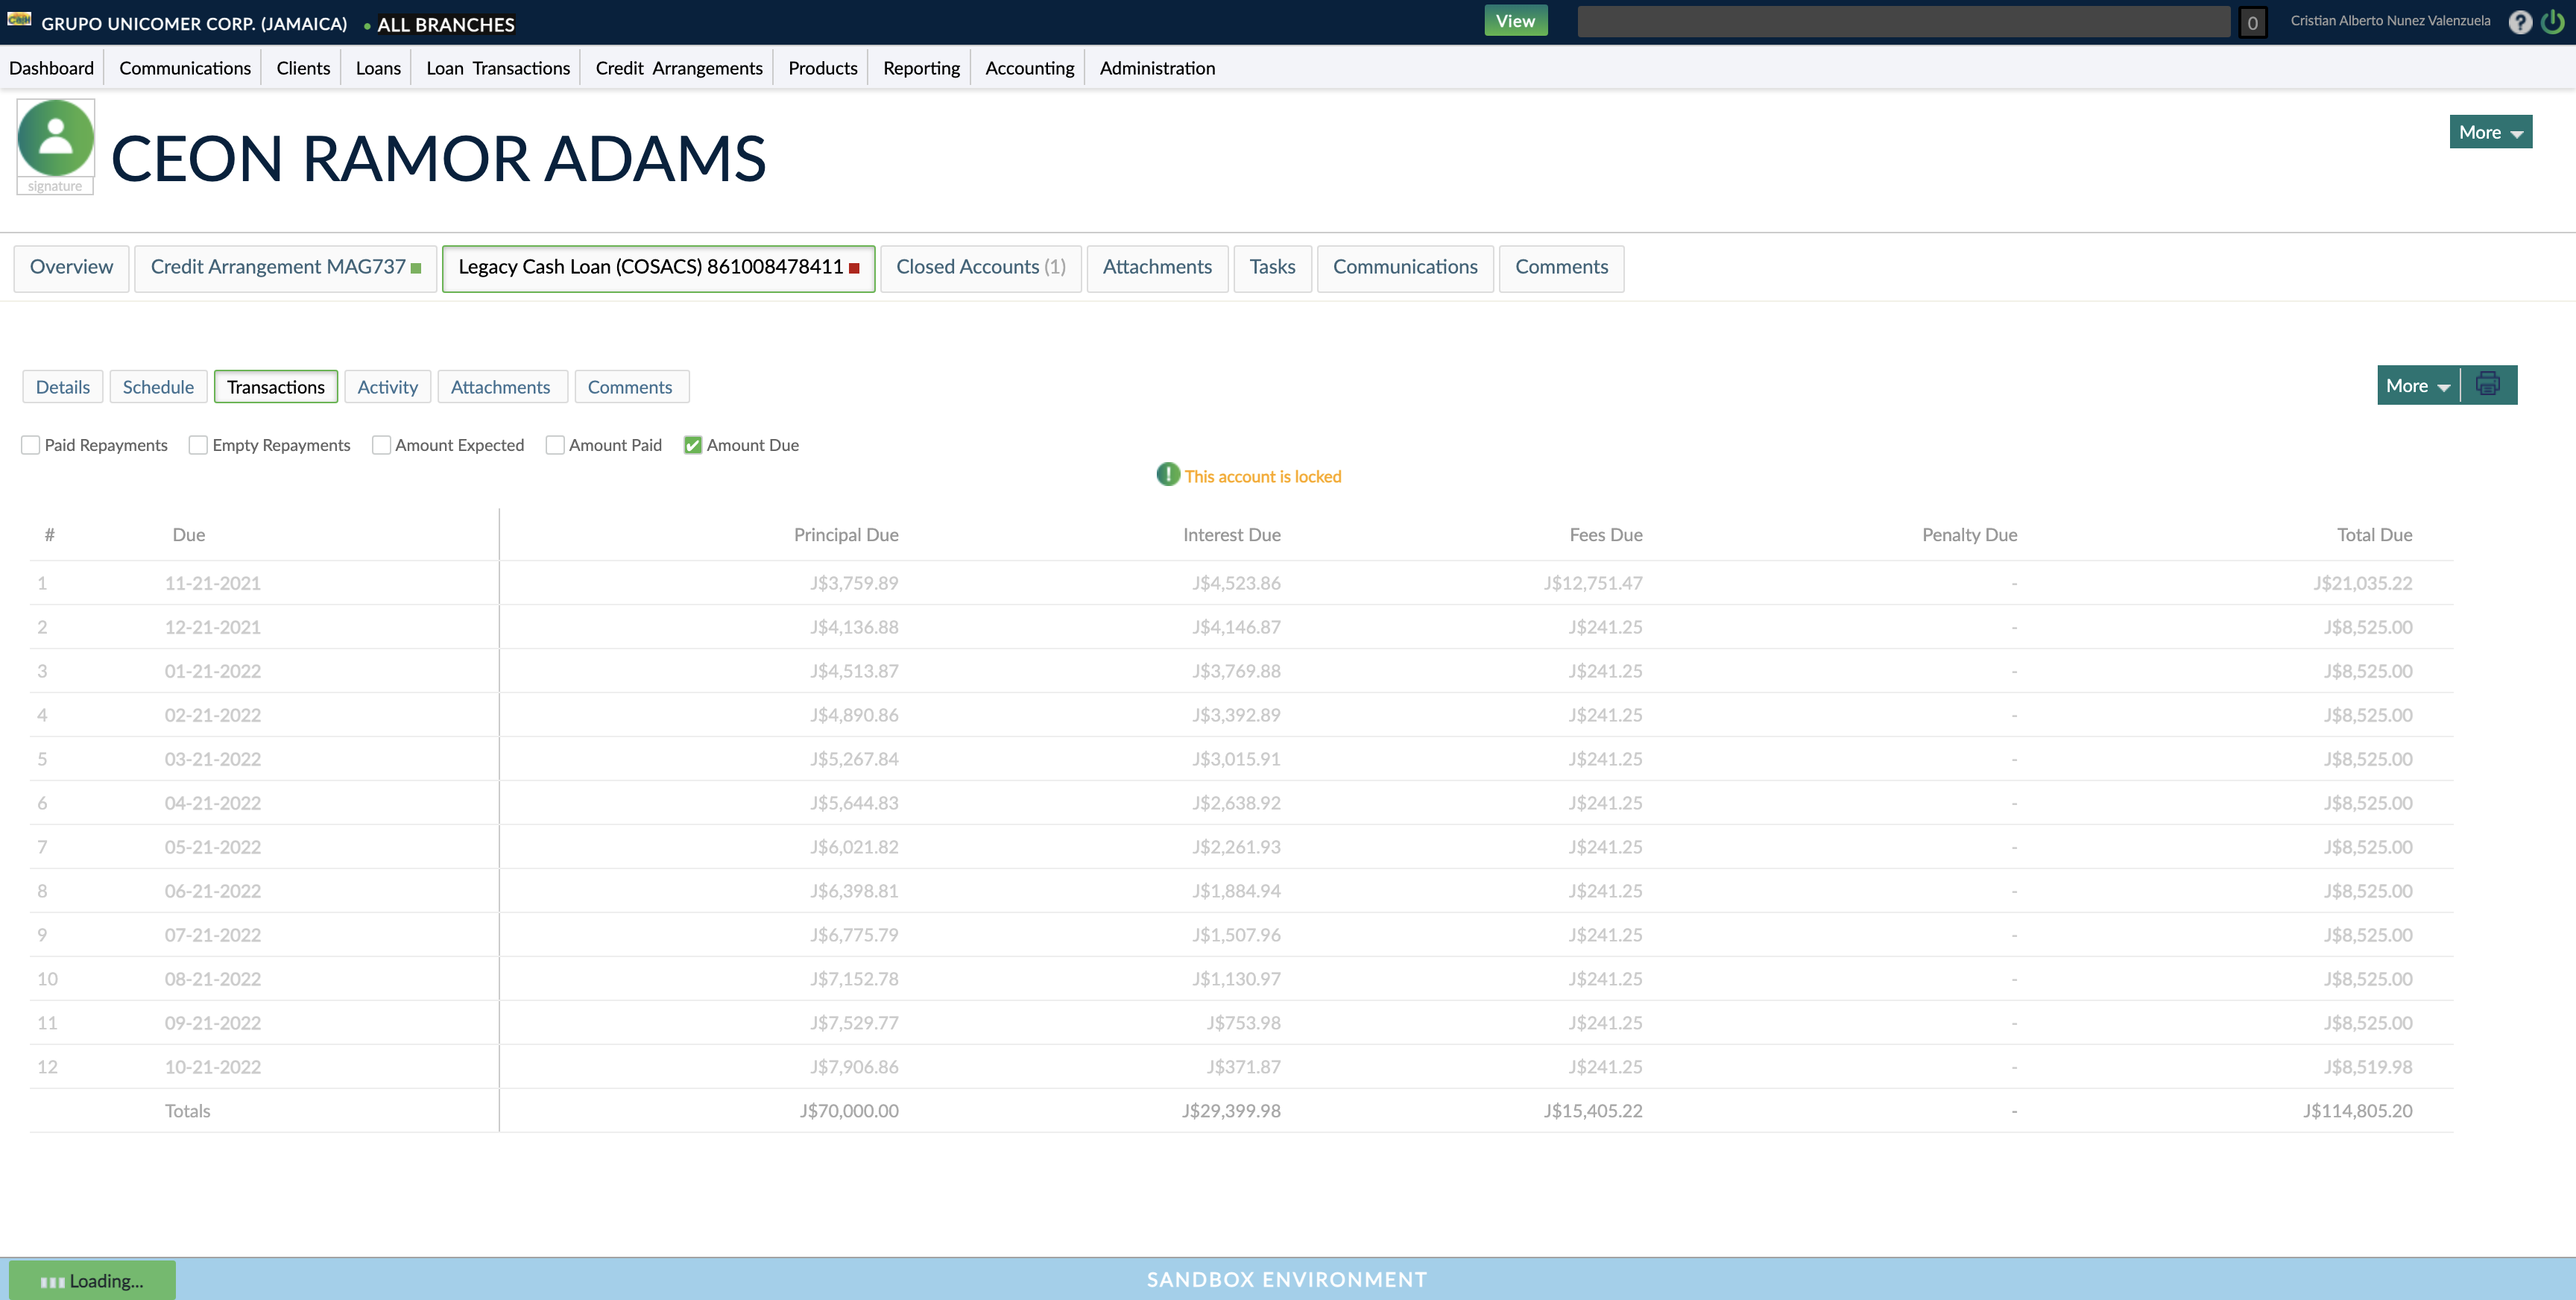 GRUPO UNICOMER CORP. (JAMAICA) • ALL BRANCHES View 0 Cristian Alberto Nunez Valenzuela ?
Dashboard Communications Clients Loans Loan Transactions Credit Arrangements Products Reporting Accounting Administration
CEON RAMOR ADAMS More
signature
Overview Credit Arrangement MAG737 Legacy Cash Loan (COSACS) 861008478411 Closed Accounts (1) Attachments Tasks Communications Comments
Details Schedule Transactions Activity Attachments Comments More
Paid Repayments Empty Repayments Amount Expected Amount Paid Amount Due
! This account is locked
# Due Principal Due Interest Due Fees Due Penalty Due Total Due
1 11-21-2021 J$3,759.89 J$4,523.86 J$12,751.47 - J$21,035.22
2 12-21-2021 J$4,136.88 J$4,146.87 J$241.25 - J$8,525.00
3 01-21-2022 J$4,513.87 J$3,769.88 J$241.25 - J$8,525.00
4 02-21-2022 J$4,890.86 J$3,392.89 J$241.25 - J$8,525.00
5 03-21-2022 J$5,267.84 J$3,015.91 J$241.25 - J$8,525.00
6 04-21-2022 J$5,644.83 J$2,638.92 J$241.25 - J$8,525.00
7 05-21-2022 J$6,021.82 J$2,261.93 J$241.25 - J$8,525.00
8 06-21-2022 J$6,398.81 J$1,884.94 J$241.25 - J$8,525.00
9 07-21-2022 J$6,775.79 J$1,507.96 J$241.25 - J$8,525.00
10 08-21-2022 J$7,152.78 J$1,130.97 J$241.25 - J$8,525.00
11 09-21-2022 J$7,529.77 J$753.98 J$241.25 - J$8,525.00
12 10-21-2022 J$7,906.86 J$371.87 J$241.25 - J$8,519.98
Totals J$70,000.00 J$29,399.98 J$15,405.22 - J$114,805.20
Loading... SANDBOX ENVIRONMENT